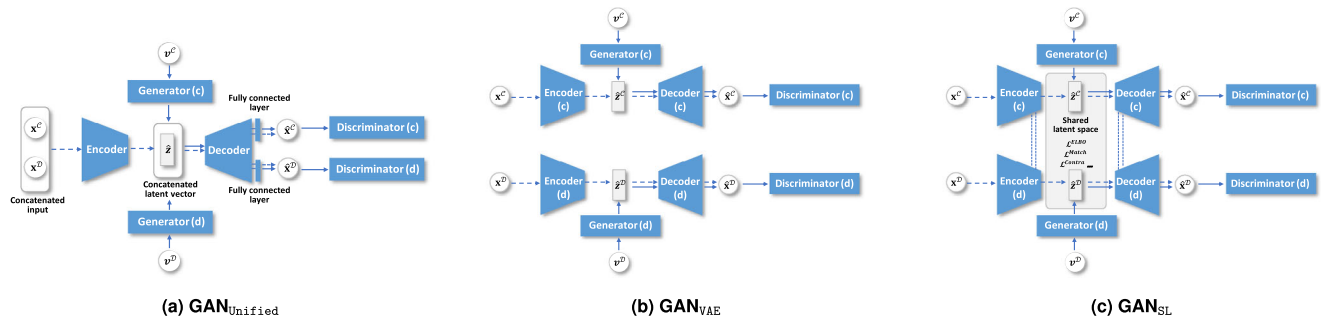 v^C
Generator (c)
Fully connected
layer
x^C
x^D
Concatenated
input
Encoder
ẑ
Concatenated
latent vector
Decoder
x̂^C
Discriminator (c)
x̂^D
Discriminator (d)
Fully connected
layer
Generator (d)
v^D
(a) GAN_Unified
v^C
Generator (c)
x^C
Encoder
(c)
ẑ^C
Decoder
(c)
x̂^C
Discriminator (c)
x^D
Encoder
(d)
ẑ^D
Decoder
(d)
x̂^D
Discriminator (d)
Generator (d)
v^D
(b) GAN_VAE
v^C
Generator (c)
x^C
Encoder
(c)
ẑ^C
Decoder
(c)
x̂^C
Discriminator (c)
Shared
latent space
ℒ^ELBO
ℒ^Match
ℒ^Contra
x^D
Encoder
(d)
ẑ^D
Decoder
(d)
x̂^D
Discriminator (d)
Generator (d)
v^D
(c) GAN_SL